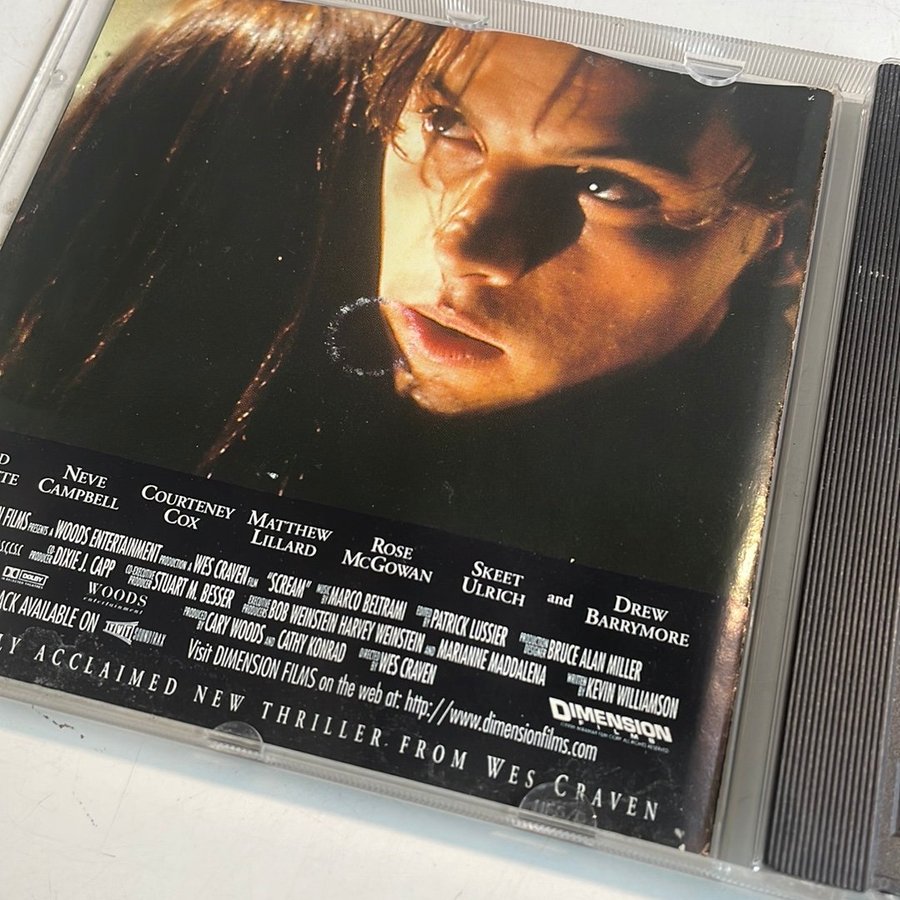 NEVE CAMPBELL COURTENEY COX MATTHEW LILLARD ROSE McGOWAN SKEET ULRICH and DREW BARRYMORE
FILMS PRESENTS A WOODS ENTERTAINMENT PRODUCTION A WES CRAVEN FILM "SCREAM" MUSIC BY MARCO BELTRAMI EDITED BY PATRICK LUSSIER PRODUCTION DESIGNER BRUCE ALAN MILLER
CO-PRODUCER DIXIE J. CAPP CO-EXECUTIVE PRODUCER STUART M. BESSER EXECUTIVE PRODUCERS BOB WEINSTEIN HARVEY WEINSTEIN AND MARIANNE MADDALENA WRITTEN BY KEVIN WILLIAMSON
DOLBY WOODS entertainment PRODUCED BY CARY WOODS AND CATHY KONRAD DIRECTED BY WES CRAVEN
DIMENSION FILMS
AVAILABLE ON
Visit DIMENSION FILMS on the web at: http://www.dimensionfilms.com
ACCLAIMED NEW THRILLER FROM WES CRAVEN